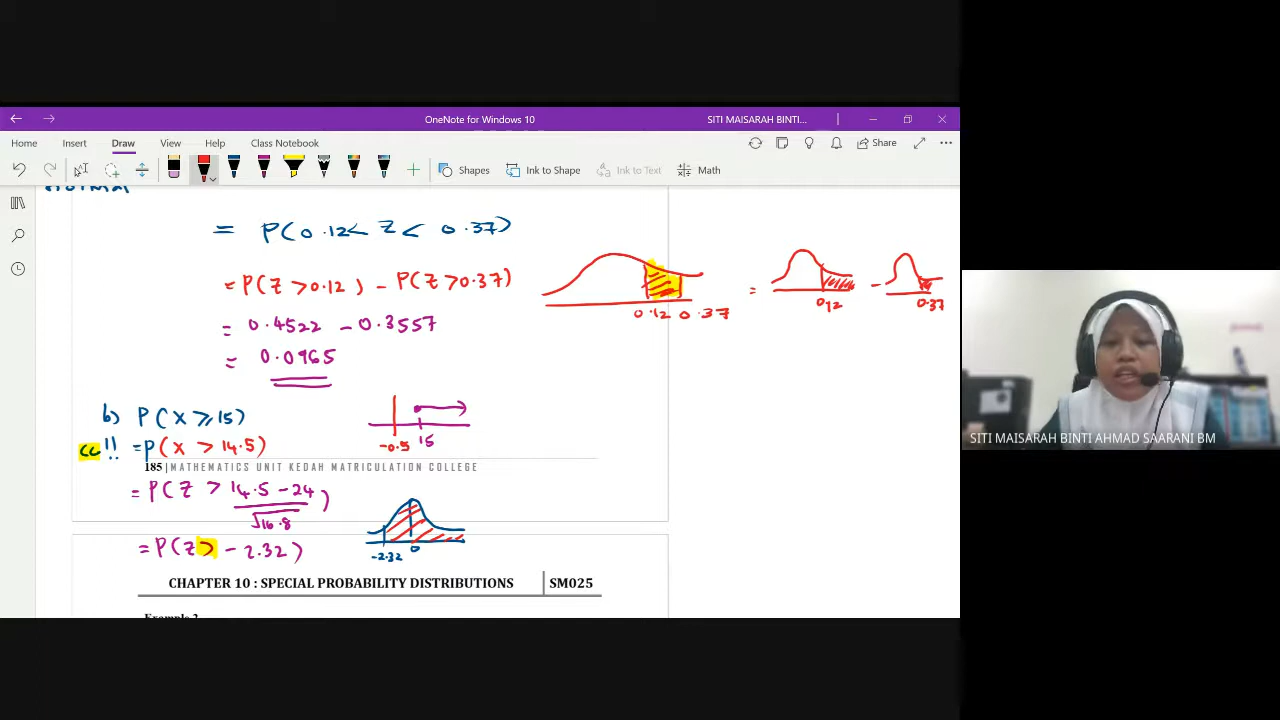 OneNote for Windows 10
SITI MAISARAH BINTI...
Home Insert Draw View Help Class Notebook
Share
Shapes Ink to Shape Ink to Text Math
= P(0.12 < Z < 0.37)
= P(Z > 0.12) - P(Z > 0.37)
0.12 0.37
=
0.12
-
0.37
= 0.4522 - 0.3557
= 0.0965
b) P(X ≥ 15)
-0.5 15
cc !! = P(X > 14.5)
185 | MATHEMATICS UNIT KEDAH MATRICULATION COLLEGE
= P(Z > 14.5 - 24 / √16.8)
= P(Z > -2.32)
-2.32 0
CHAPTER 10 : SPECIAL PROBABILITY DISTRIBUTIONS SM025
SITI MAISARAH BINTI AHMAD SAARANI BM